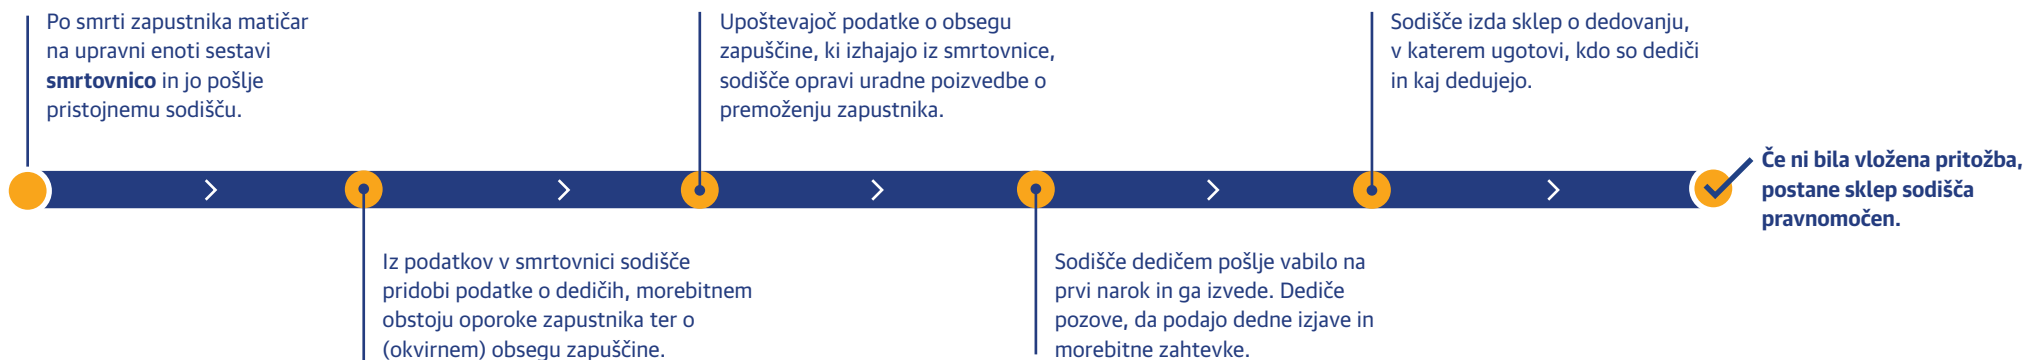 Po smrti zapustnika matičar
na upravni enoti sestavi
smrtovnico in jo pošlje
pristojnemu sodišču.
Iz podatkov v smrtovnici sodišče
pridobi podatke o dedičih, morebitnem
obstoju oporoke zapustnika ter o
(okvirnem) obsegu zapuščine.
Upoštevajoč podatke o obsegu
zapuščine, ki izhajajo iz smrtovnice,
sodišče opravi uradne poizvedbe o
premoženju zapustnika.
Sodišče dedičem pošlje vabilo na
prvi narok in ga izvede. Dediče
pozove, da podajo dedne izjave in
morebitne zahtevke.
Sodišče izda sklep o dedovanju,
v katerem ugotovi, kdo so dediči
in kaj dedujejo.
Če ni bila vložena pritožba,
postane sklep sodišča
pravnomočen.